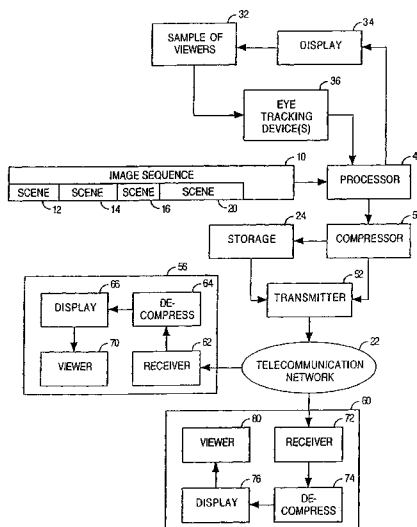 32
34
SAMPLE OF
VIEWERS
DISPLAY
36
EYE
TRACKING
DEVICE(S)
10
IMAGE SEQUENCE
SCENE SCENE SCENE SCENE
12 14 16 20
PROCESSOR
24
STORAGE
COMPRESSOR
52
TRANSMITTER
56
66
64
DISPLAY
DE-
COMPRESS
70
62
VIEWER
RECEIVER
22
TELECOMMUNICATION
NETWORK
60
80
72
VIEWER
RECEIVER
76
74
DISPLAY
DE-
COMPRESS